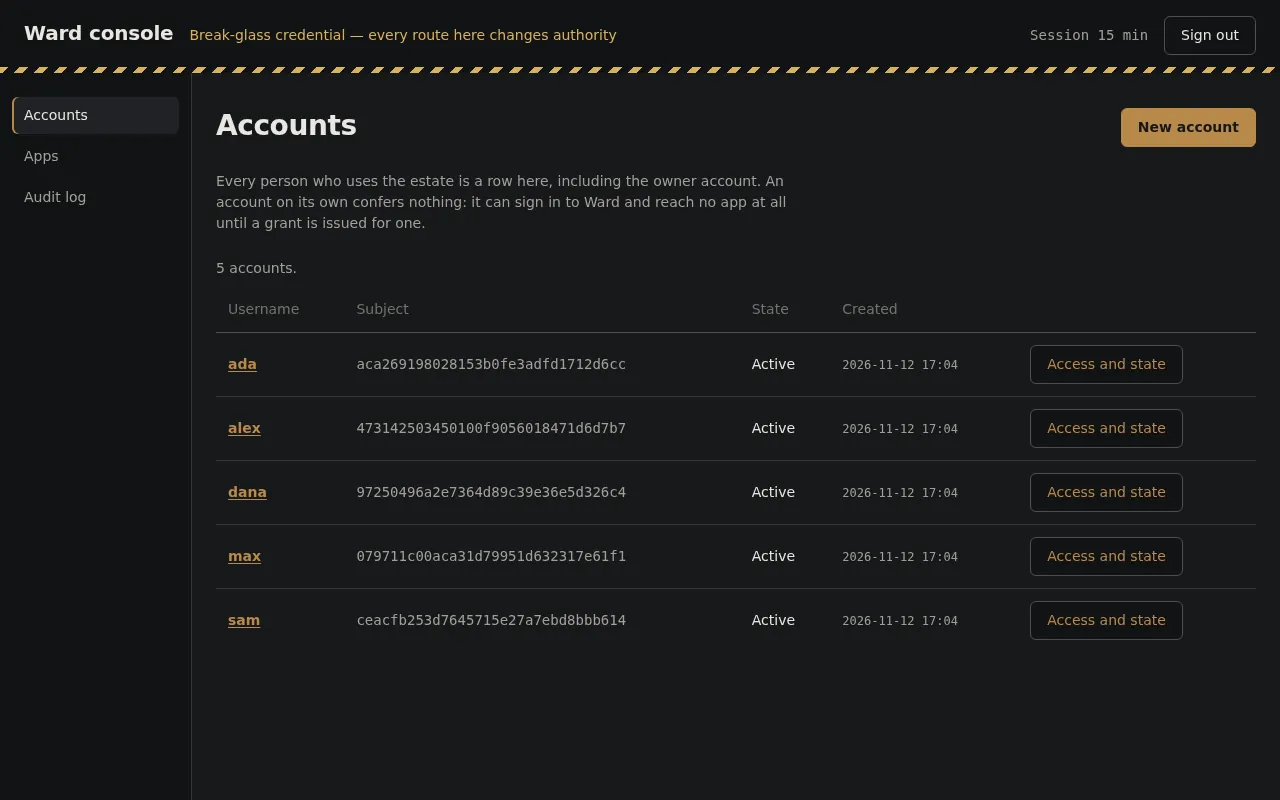 Ward console Break-glass credential — every route here changes authority Session 15 min Sign out
Accounts
Apps
Audit log
Accounts
New account
Every person who uses the estate is a row here, including the owner account. An
account on its own confers nothing: it can sign in to Ward and reach no app at all
until a grant is issued for one.
5 accounts.
Username Subject State Created
ada aca269198028153b0fe3adfd1712d6cc Active 2026-11-12 17:04 Access and state
alex 473142503450100f9056018471d6d7b7 Active 2026-11-12 17:04 Access and state
dana 97250496a2e7364d89c39e36e5d326c4 Active 2026-11-12 17:04 Access and state
max 079711c00aca31d79951d632317e61f1 Active 2026-11-12 17:04 Access and state
sam ceacfb253d7645715e27a7ebd8bbb614 Active 2026-11-12 17:04 Access and state